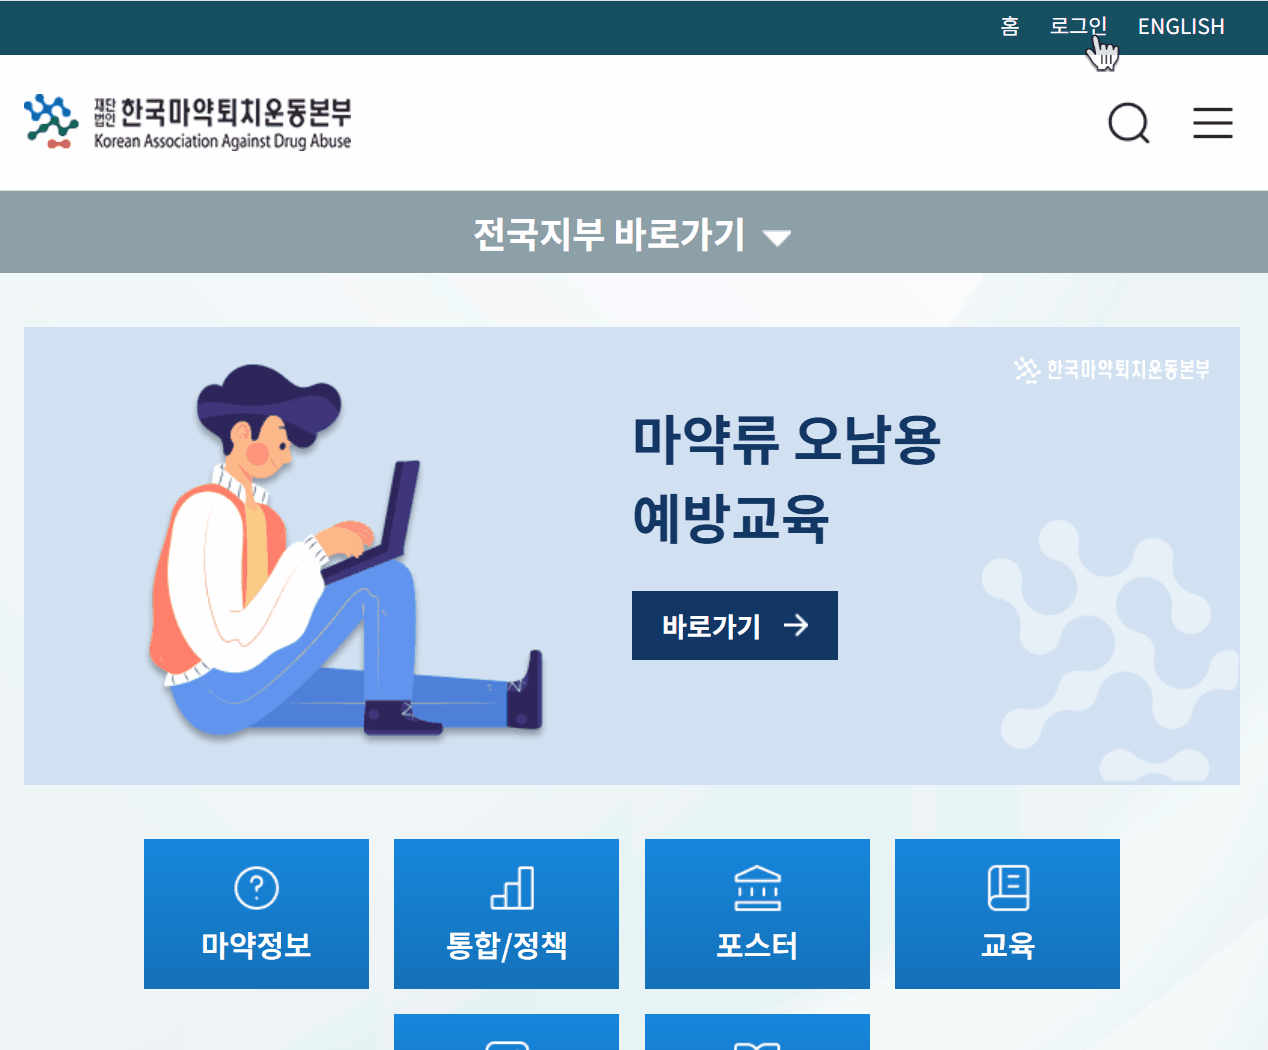 홈 로그인 ENGLISH
재단법인 한국마약퇴치운동본부
Korean Association Against Drug Abuse
전국지부 바로가기
한국마약퇴치운동본부
마약류 오남용
예방교육
바로가기
마약정보 통합/정책 포스터 교육